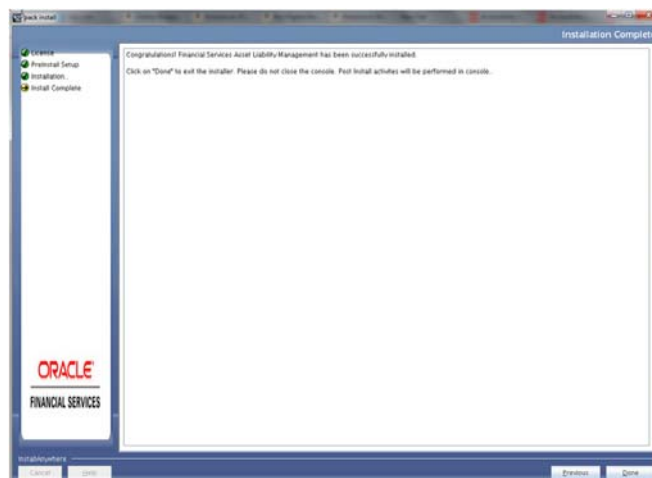 pack install
Installation Complete
License
Preinstall Setup
Installation..
Install Complete
Congratulations! Financial Services Asset Liability Management has been successfully installed.
Click on "Done" to exit the installer. Please do not close the console. Post Install activities will be performed in console..
ORACLE
FINANCIAL SERVICES
InstallAnywhere
Cancel
Help
Previous
Done